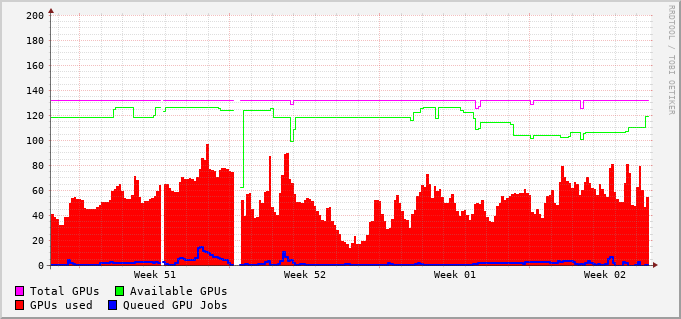 200
180
160
140
120
100
80
60
40
20
0
Week 51 Week 52 Week 01 Week 02
Total GPUs Available GPUs
GPUs used Queued GPU Jobs
RRDTOOL / TOBI OETIKER